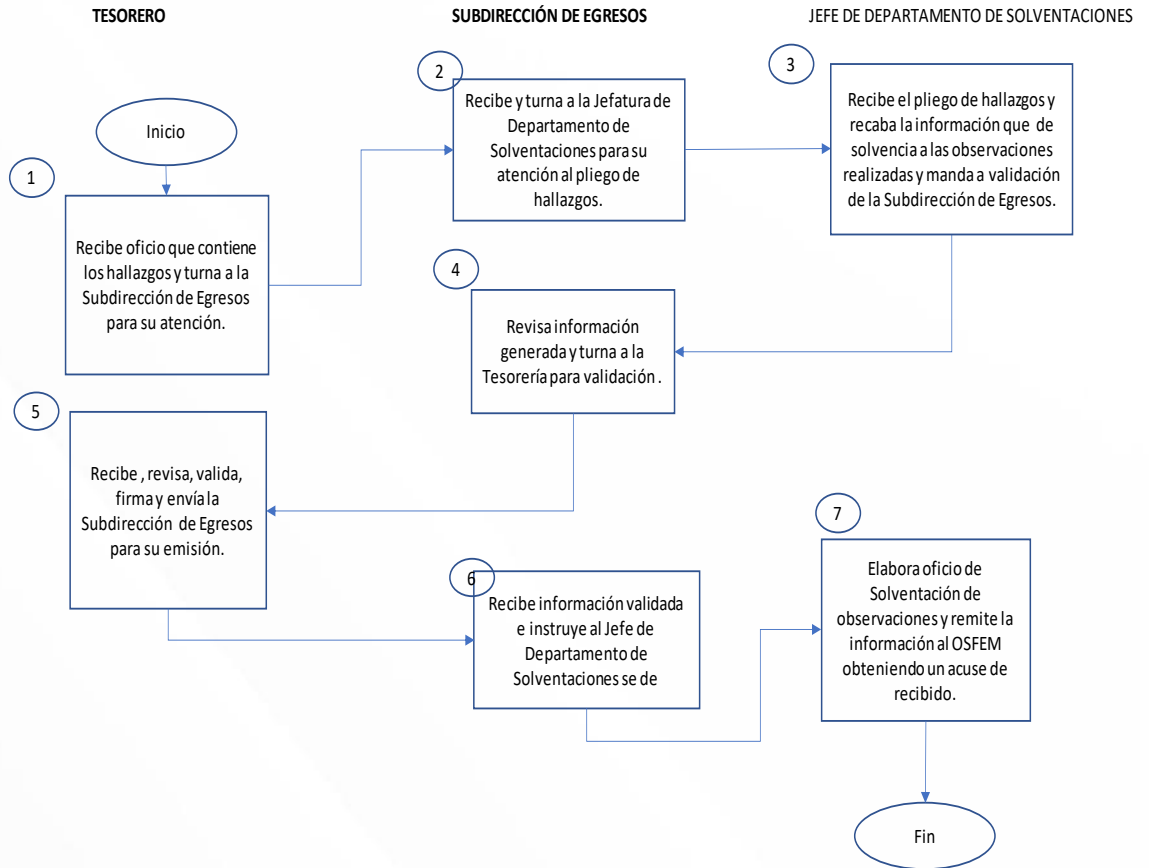 TESORERO
SUBDIRECCIÓN DE EGRESOS
JEFE DE DEPARTAMENTO DE SOLVENTACIONES
Inicio
1
Recibe oficio que contiene
los hallazgos y turna a la
Subdirección de Egresos
para su atención.
2
Recibe y turna a la Jefatura de
Departamento de
Solventaciones para su
atención al pliego de
hallazgos.
3
Recibe el pliego de hallazgos y
recaba la información que de
solvencia a las observaciones
realizadas y manda a validación
de la Subdirección de Egresos.
4
Revisa información
generada y turna a la
Tesorería para validación .
5
Recibe , revisa, valida,
firma y envía la
Subdirección de Egresos
para su emisión.
6
Recibe información validada
e instruye al Jefe de
Departamento de
Solventaciones se de
7
Elabora oficio de
Solventación de
observaciones y remite la
información al OSFEM
obteniendo un acuse de
recibido.
Fin